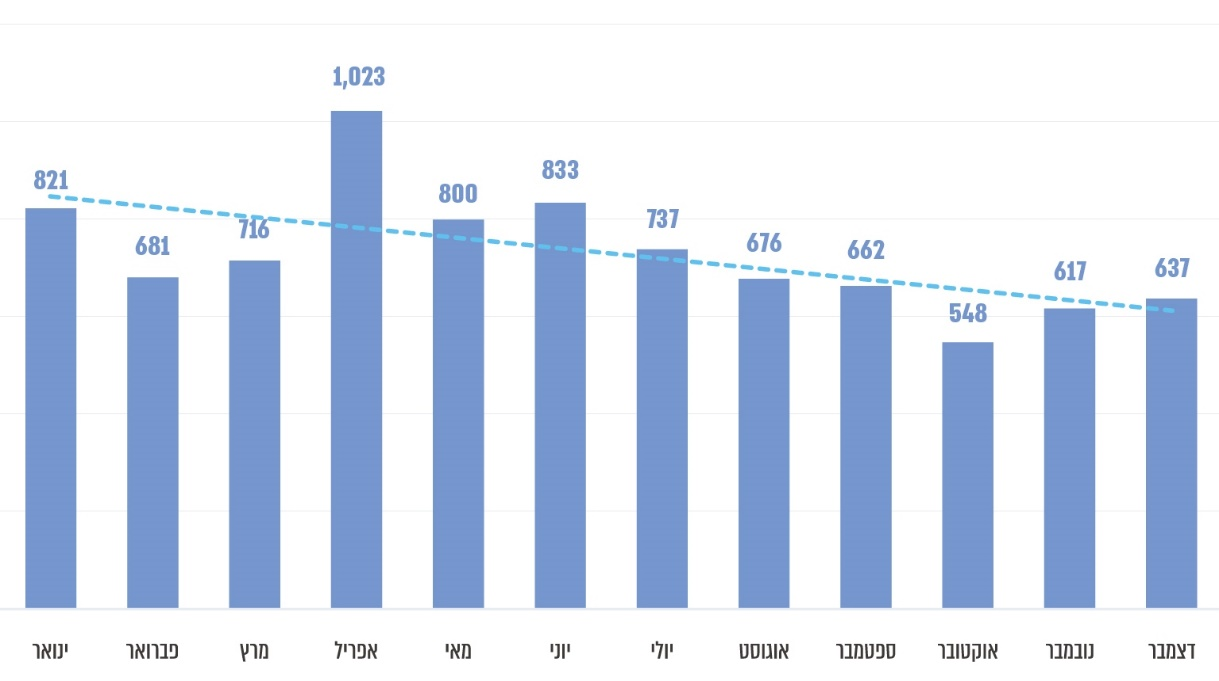 1,023
821
681
716
800
833
737
676
662
548
617
637
ינואר
פברואר
מרץ
אפריל
מאי
יוני
יולי
אוגוסט
ספטמבר
אוקטובר
נובמבר
דצמבר